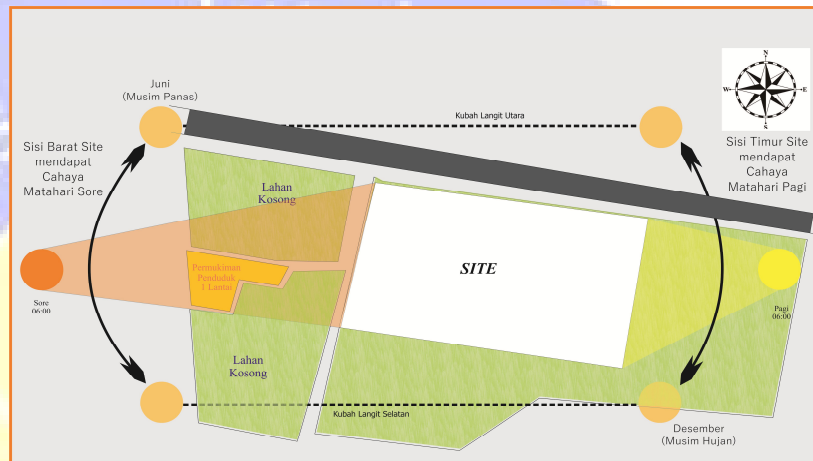 Juni
(Musim Panas)
Kubah Langit Utara
N
W
E
S
Sisi Barat Site
mendapat
Cahaya
Matahari Sore
Sisi Timur Site
mendapat
Cahaya
Matahari Pagi
Lahan
Kosong
Permukiman
Penduduk
1 Lantai
SITE
Sore
06:00
Pagi
06:00
Lahan
Kosong
Kubah Langit Selatan
Desember
(Musim Hujan)